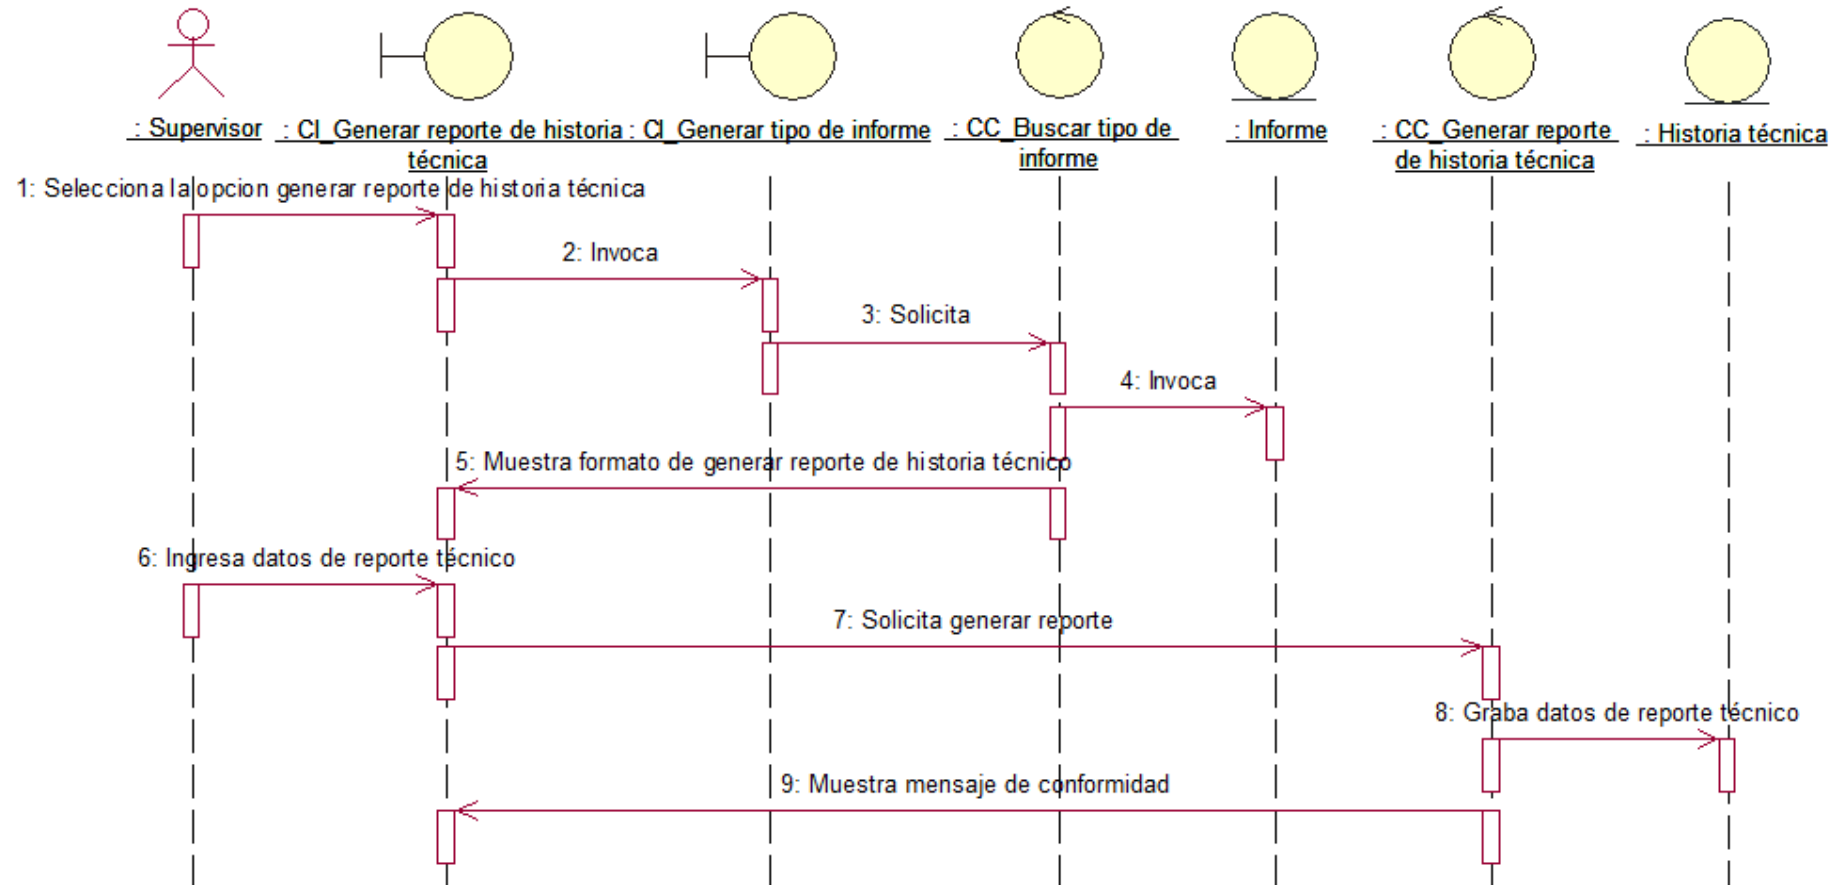 : Supervisor
: CI_Generar reporte de historia
técnica
: CI_Generar tipo de informe
: CC_Buscar tipo de
informe
: Informe
: CC_Generar reporte
de historia técnica
: Historia técnica
1: Selecciona la opcion generar reporte de historia técnica
2: Invoca
3: Solicita
4: Invoca
5: Muestra formato de generar reporte de historia técnico
6: Ingresa datos de reporte técnico
7: Solicita generar reporte
8: Graba datos de reporte técnico
9: Muestra mensaje de conformidad